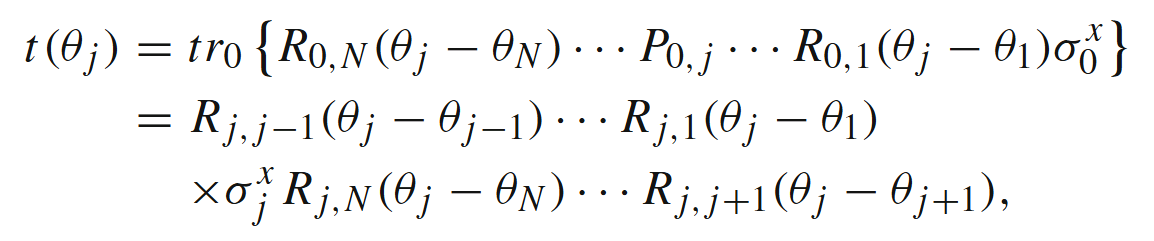 t(θ_j) = tr_0 {R_{0,N}(θ_j − θ_N) ··· P_{0,j} ··· R_{0,1}(θ_j − θ_1)σ_0^x}
= R_{j,j−1}(θ_j − θ_{j−1}) ··· R_{j,1}(θ_j − θ_1)
×σ_j^x R_{j,N}(θ_j − θ_N) ··· R_{j,j+1}(θ_j − θ_{j+1}),